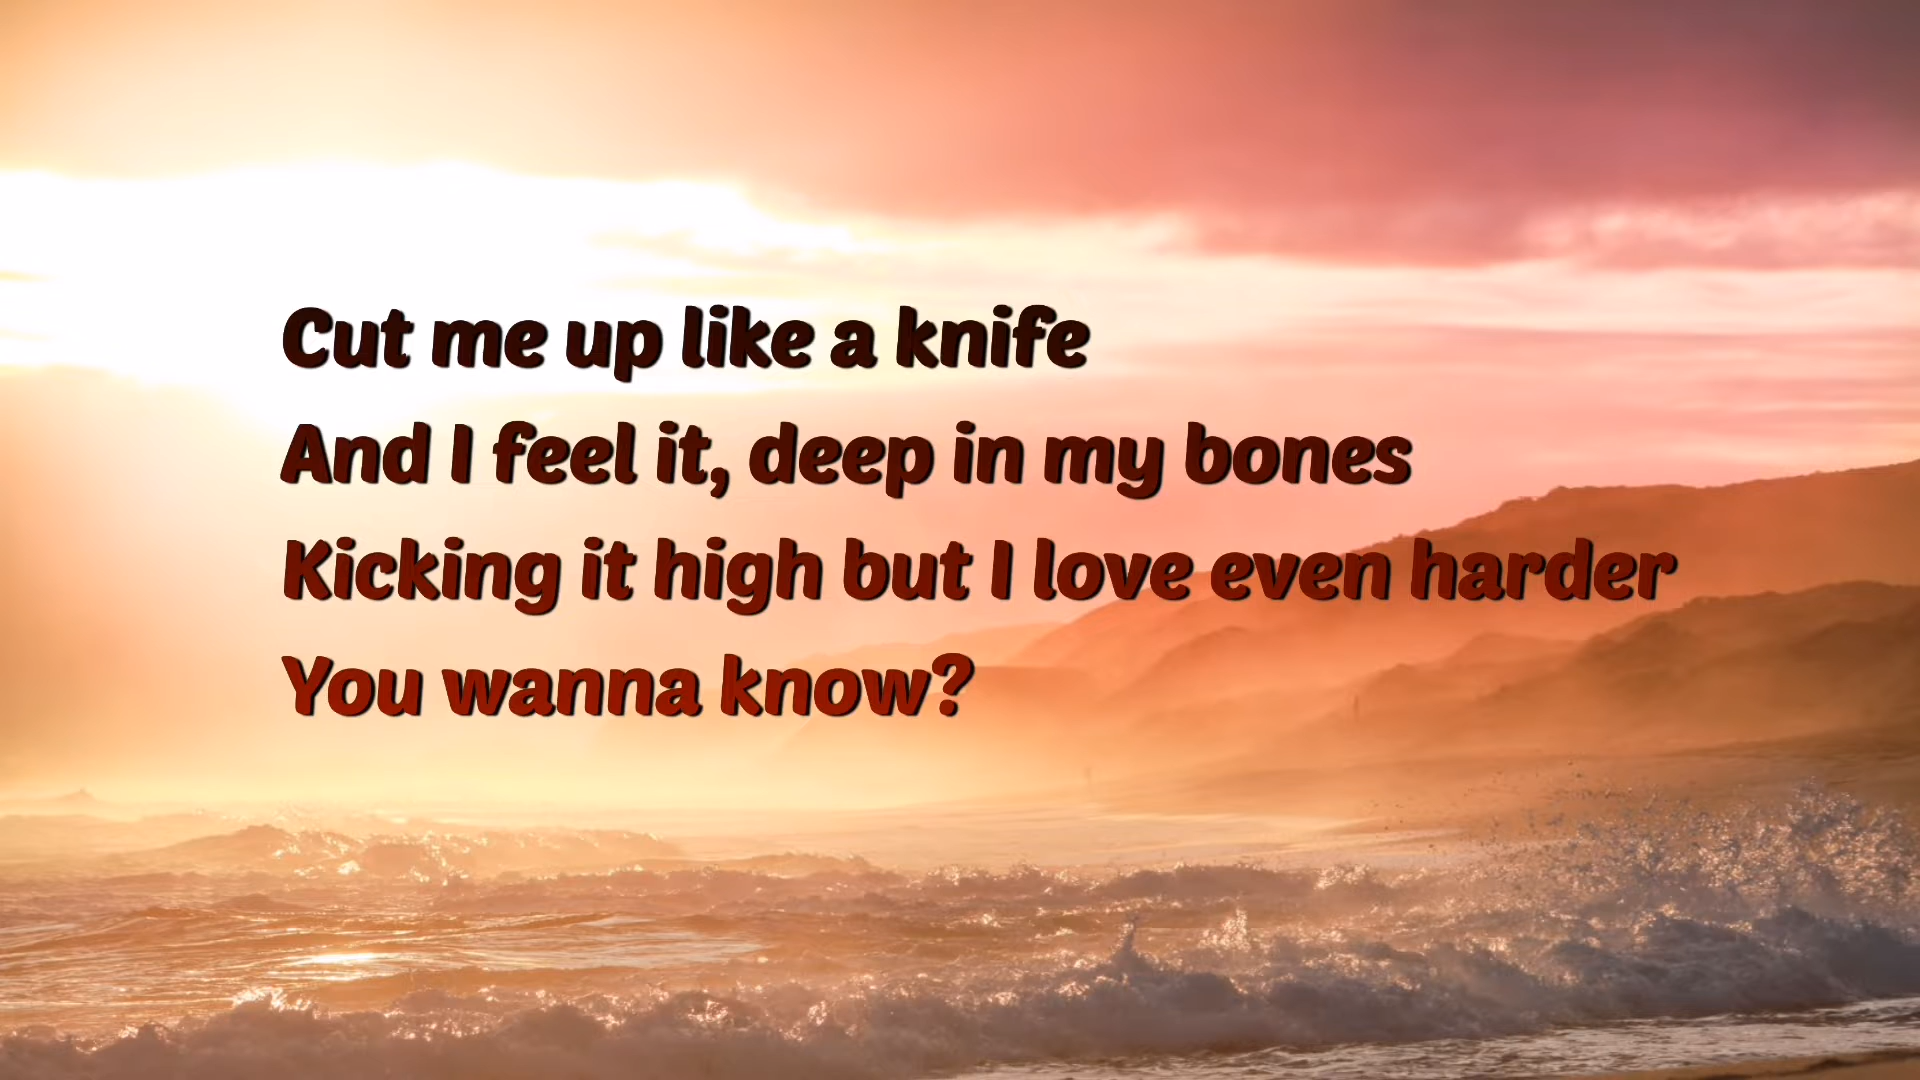 Cut me up like a knife
And I feel it, deep in my bones
Kicking it high but I love even harder
You wanna know?